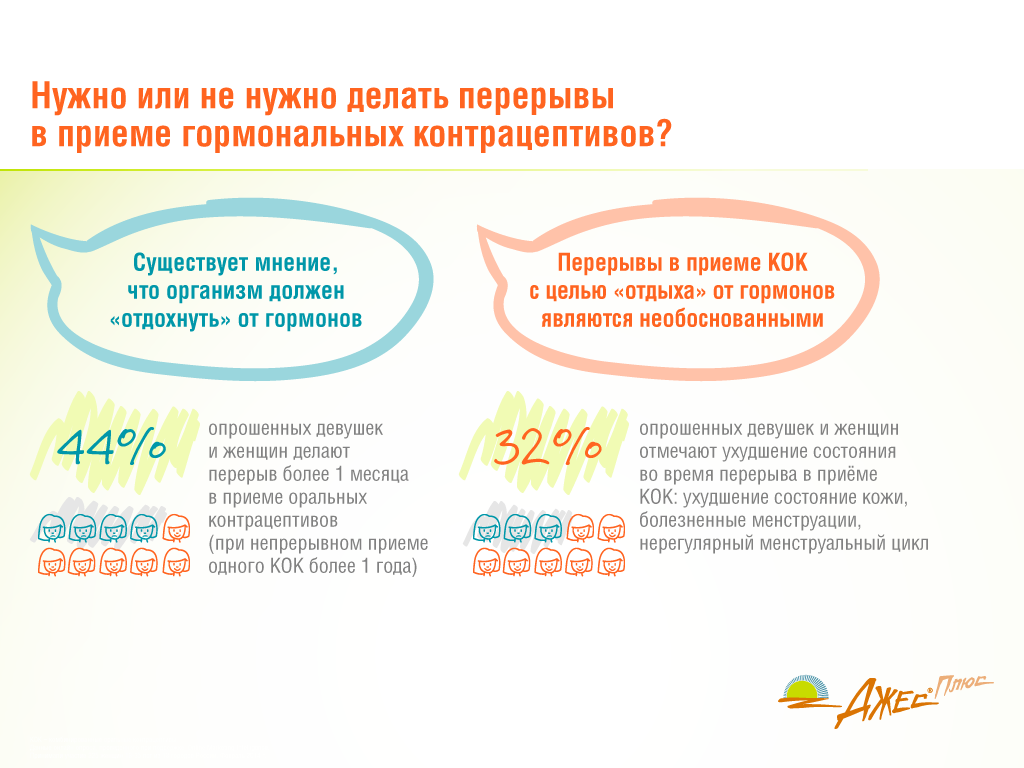 Нужно или не нужно делать перерывы
в приеме гормональных контрацептивов?
Существует мнение,
что организм должен
«отдохнуть» от гормонов
Перерывы в приеме КОК
с целью «отдыха» от гормонов
являются необоснованными
44%
опрошенных девушек
и женщин делают
перерыв более 1 месяца
в приеме оральных
контрацептивов
(при непрерывном приеме
одного КОК более 1 года)
32%
опрошенных девушек и женщин
отмечают ухудшение состояния
во время перерыва в приёме
КОК: ухудшение состояние кожи,
болезненные менструации,
нерегулярный менструальный цикл
Джес® Плюс